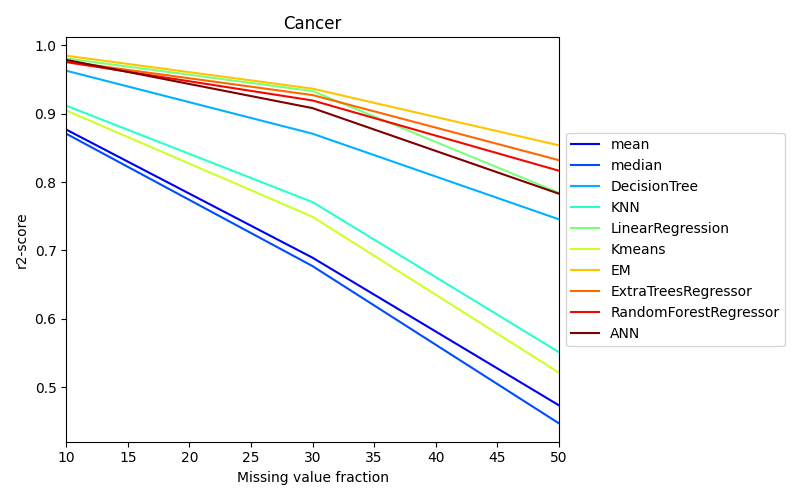 Cancer
r2-score
1.0
0.9
0.8
0.7
0.6
0.5
10 15 20 25 30 35 40 45 50
Missing value fraction
mean
median
DecisionTree
KNN
LinearRegression
Kmeans
EM
ExtraTreesRegressor
RandomForestRegressor
ANN